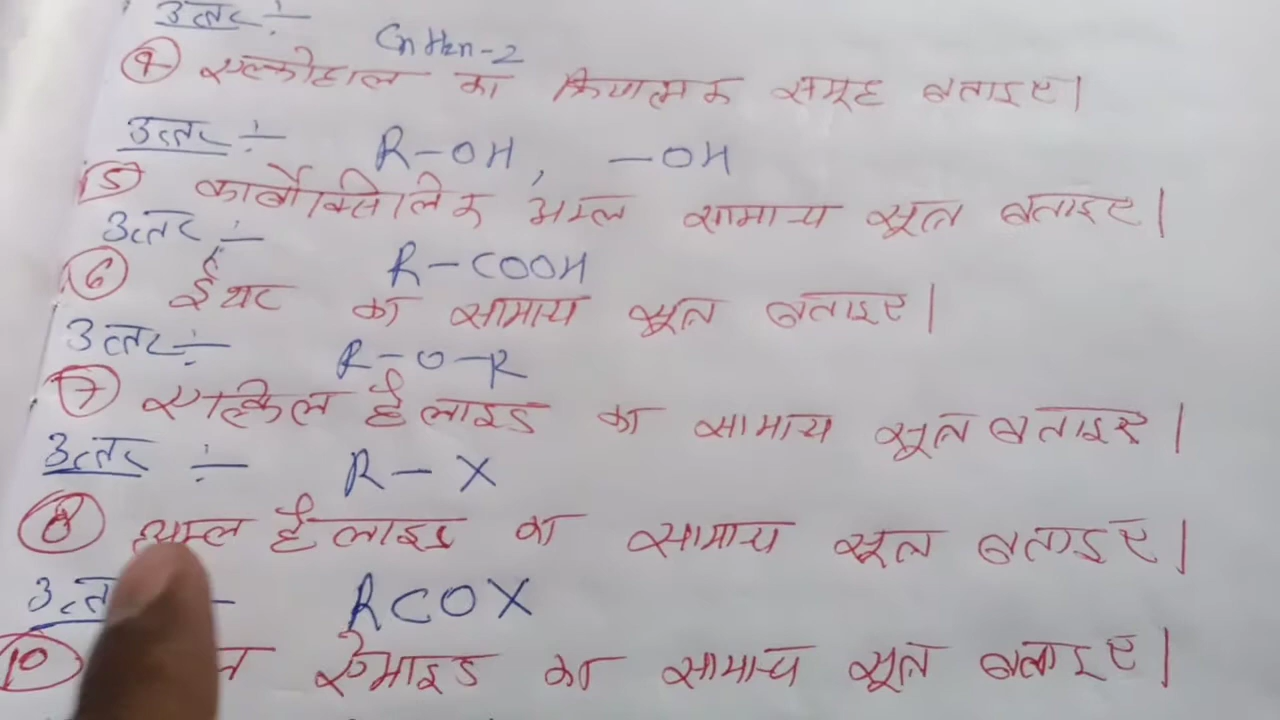 उत्तर ÷ CnH2n-2
(4) एल्कोहाल का क्रियात्मक समूह बताइए।
उत्तर ÷ R-OH, -OH
(5) कार्बोक्सिलिक अम्ल सामान्य सूत्र बताइए।
उत्तर ÷ R-COOH
(6) ईथर का सामान्य सूत्र बताइए।
उत्तर ÷ R-O-R
(7) एल्किल हैलाइड का सामान्य सूत्र बताइए।
उत्तर ÷ R-X
(8) अम्ल हैलाइड का सामान्य सूत्र बताइए।
RCOX
(10) एमाइड का सामान्य सूत्र बताइए।